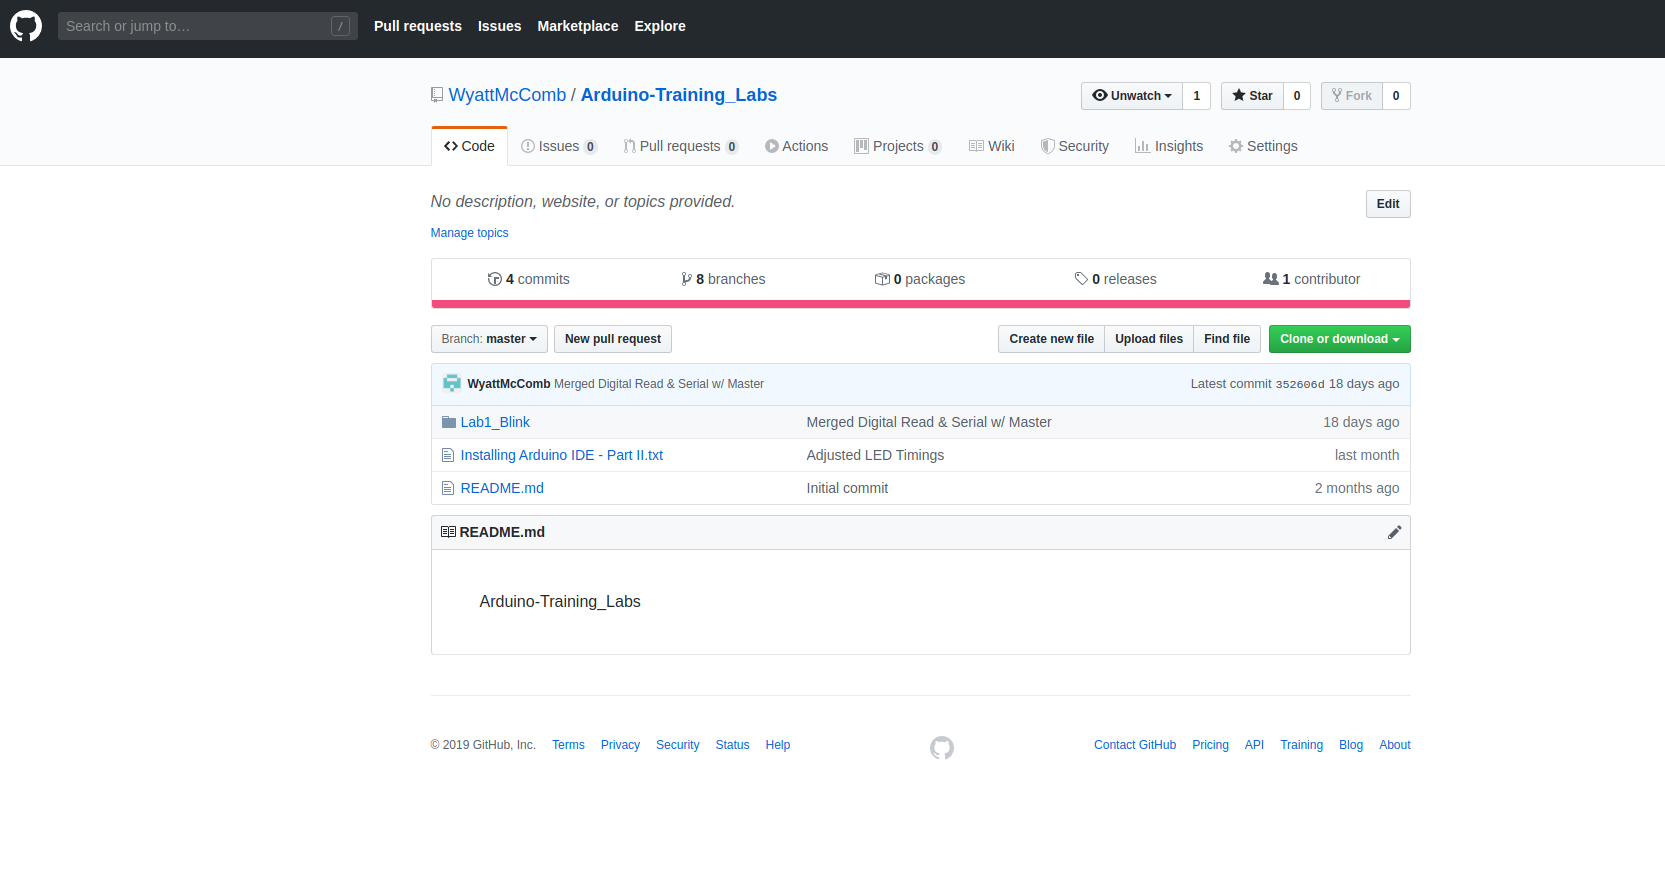 Search or jump to… / Pull requests Issues Marketplace Explore
WyattMcComb / Arduino-Training_Labs Unwatch 1 Star 0 Fork 0
Code Issues 0 Pull requests 0 Actions Projects 0 Wiki Security Insights Settings
No description, website, or topics provided. Edit
Manage topics
4 commits 8 branches 0 packages 0 releases 1 contributor
Branch: master New pull request Create new file Upload files Find file Clone or download
WyattMcComb Merged Digital Read & Serial w/ Master Latest commit 352606d 18 days ago
Lab1_Blink Merged Digital Read & Serial w/ Master 18 days ago
Installing Arduino IDE - Part II.txt Adjusted LED Timings last month
README.md Initial commit 2 months ago
README.md
Arduino-Training_Labs
© 2019 GitHub, Inc. Terms Privacy Security Status Help Contact GitHub Pricing API Training Blog About